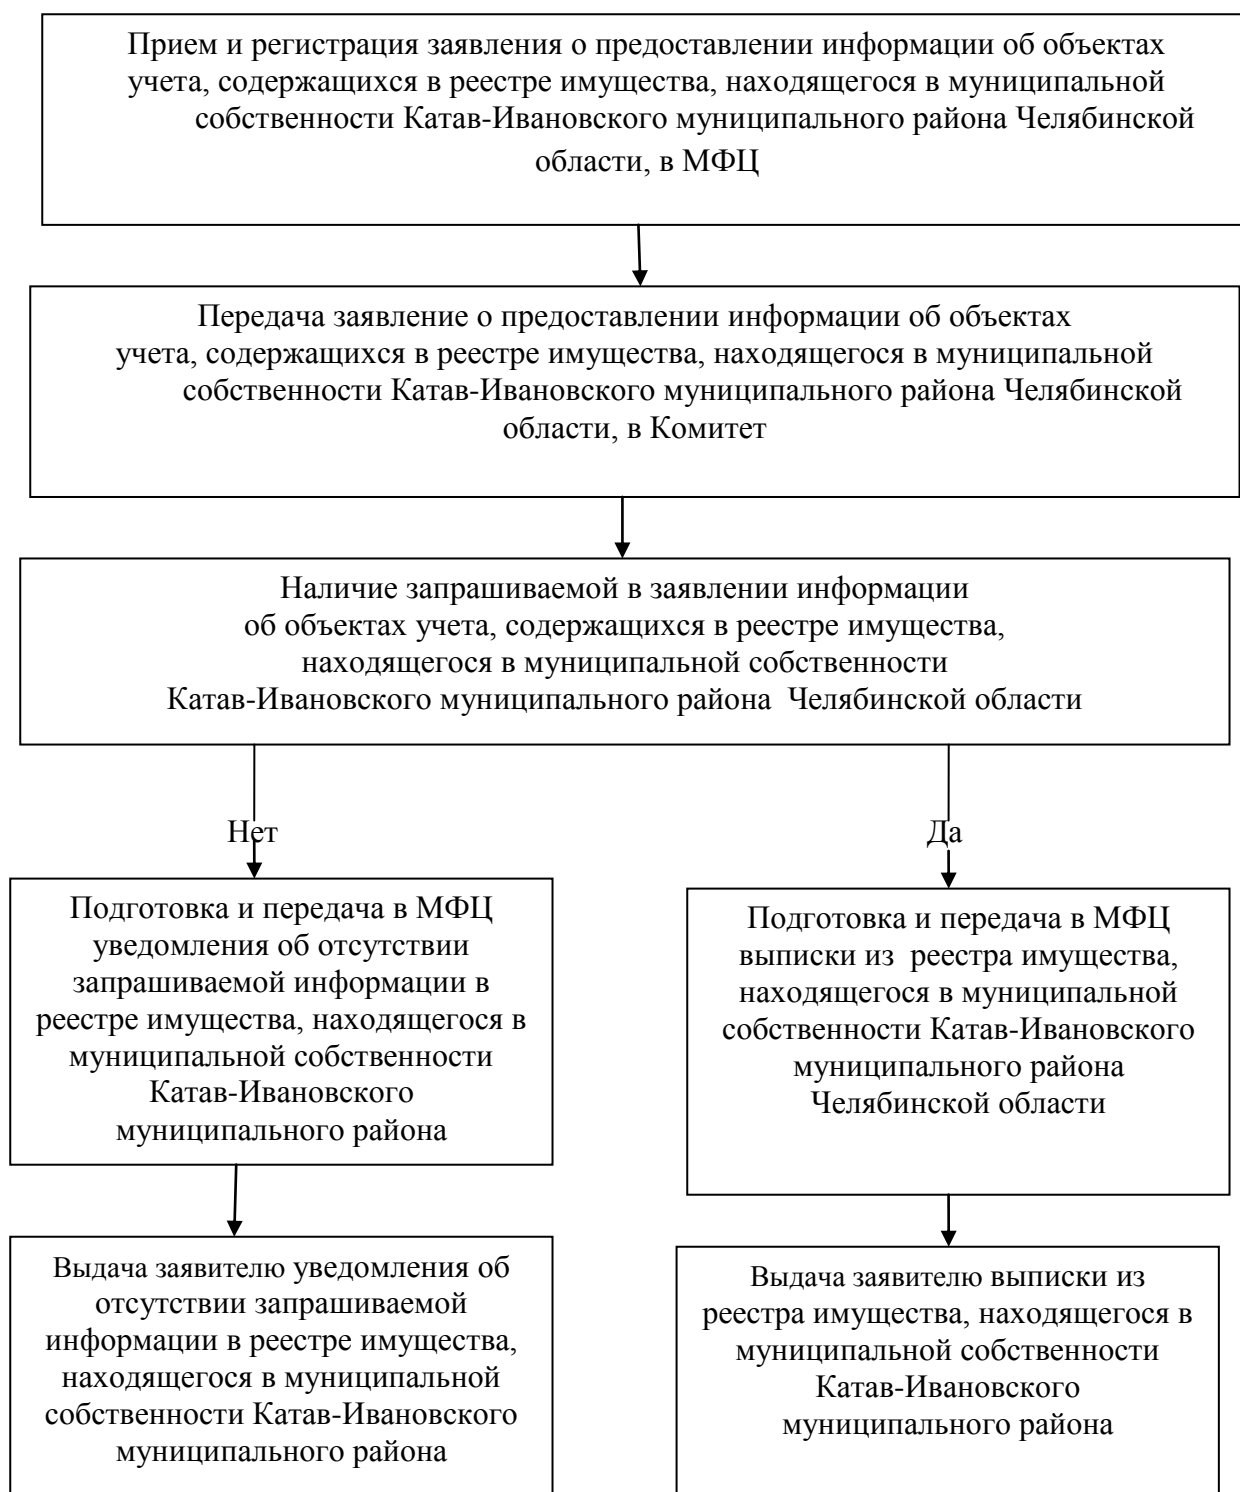 Прием и регистрация заявления о предоставлении информации об объектах
учета, содержащихся в реестре имущества, находящегося в муниципальной
собственности Катав-Ивановского муниципального района Челябинской
области, в МФЦ
Передача заявление о предоставлении информации об объектах
учета, содержащихся в реестре имущества, находящегося в муниципальной
собственности Катав-Ивановского муниципального района Челябинской
области, в Комитет
Наличие запрашиваемой в заявлении информации
об объектах учета, содержащихся в реестре имущества,
находящегося в муниципальной собственности
Катав-Ивановского муниципального района Челябинской области
Нет
Да
Подготовка и передача в МФЦ
уведомления об отсутствии
запрашиваемой информации в
реестре имущества, находящегося в
муниципальной собственности
Катав-Ивановского
муниципального района
Подготовка и передача в МФЦ
выписки из реестра имущества,
находящегося в муниципальной
собственности Катав-Ивановского
муниципального района
Челябинской области
Выдача заявителю уведомления об
отсутствии запрашиваемой
информации в реестре имущества,
находящегося в муниципальной
собственности Катав-Ивановского
муниципального района
Выдача заявителю выписки из
реестра имущества, находящегося в
муниципальной собственности
Катав-Ивановского
муниципального района